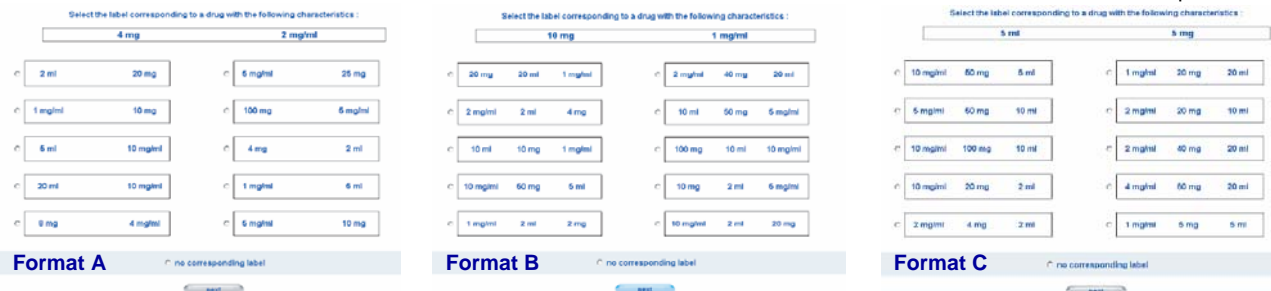 Select the label corresponding to a drug with the following characteristics :
4 mg 2 mg/ml
2 ml 20 mg 5 mg/ml 25 mg
1 mg/ml 10 mg 100 mg 5 mg/ml
5 ml 10 mg/ml 4 mg 2 ml
20 ml 10 mg/ml 1 mg/ml 5 ml
8 mg 4 mg/ml 5 mg/ml 10 mg
Format A no corresponding label
next
Select the label corresponding to a drug with the following characteristics :
10 mg 1 mg/ml
20 mg 20 ml 1 mg/ml 2 mg/ml 40 mg 20 ml
2 mg/ml 2 ml 4 mg 10 ml 50 mg 5 mg/ml
10 ml 10 mg 1 mg/ml 100 mg 10 ml 10 mg/ml
10 mg/ml 50 mg 5 ml 10 mg 2 ml 5 mg/ml
1 mg/ml 2 ml 2 mg 10 mg/ml 2 ml 20 mg
Format B no corresponding label
next
Select the label corresponding to a drug with the following characteristics :
5 ml 5 mg
10 mg/ml 50 mg 5 ml 1 mg/ml 20 mg 20 ml
5 mg/ml 50 mg 10 ml 2 mg/ml 20 mg 10 ml
10 mg/ml 100 mg 10 ml 2 mg/ml 40 mg 20 ml
10 mg/ml 20 mg 2 ml 4 mg/ml 80 mg 20 ml
2 mg/ml 4 mg 2 ml 1 mg/ml 5 mg 5 ml
Format C no corresponding label
next